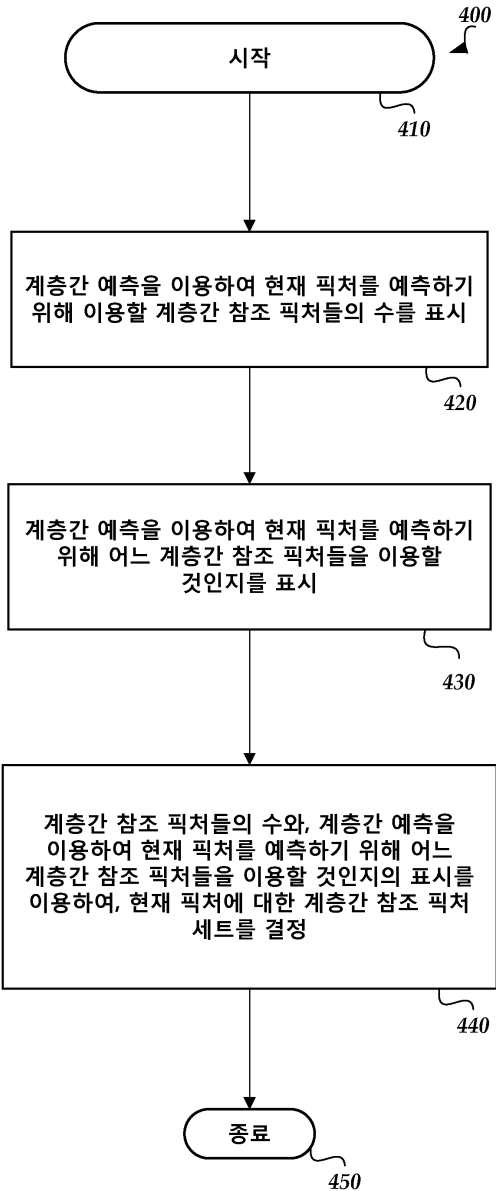 400
시작
410
계층간 예측을 이용하여 현재 픽처를 예측하기
위해 이용할 계층간 참조 픽처들의 수를 표시
420
계층간 예측을 이용하여 현재 픽처를 예측하기
위해 어느 계층간 참조 픽처들을 이용할
것인지를 표시
430
계층간 참조 픽처들의 수와, 계층간 예측을
이용하여 현재 픽처를 예측하기 위해 어느
계층간 참조 픽처들을 이용할 것인지의 표시를
이용하여, 현재 픽처에 대한 계층간 참조 픽처
세트를 결정
440
종료
450